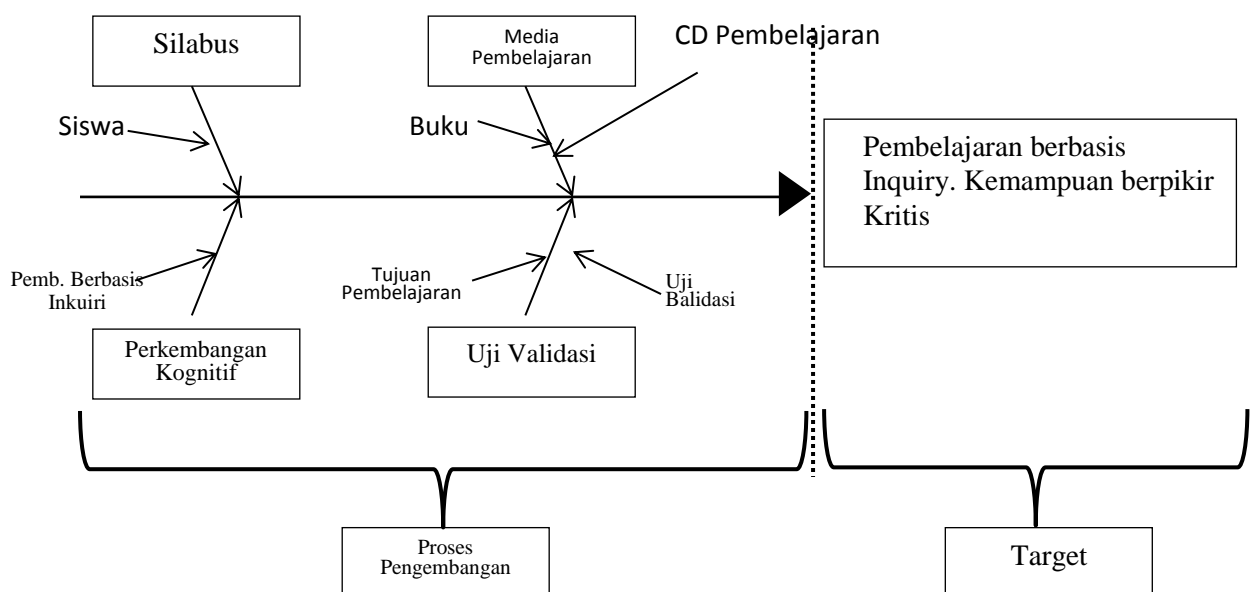 Silabus
Media
Pembelajaran
CD Pembelajaran
Siswa
Buku
Pembelajaran berbasis
Inquiry. Kemampuan berpikir
Kritis
Pemb. Berbasis
Inkuiri
Tujuan
Pembelajaran
Uji
Balidasi
Perkembangan
Kognitif
Uji Validasi
Proses
Pengembangan
Target